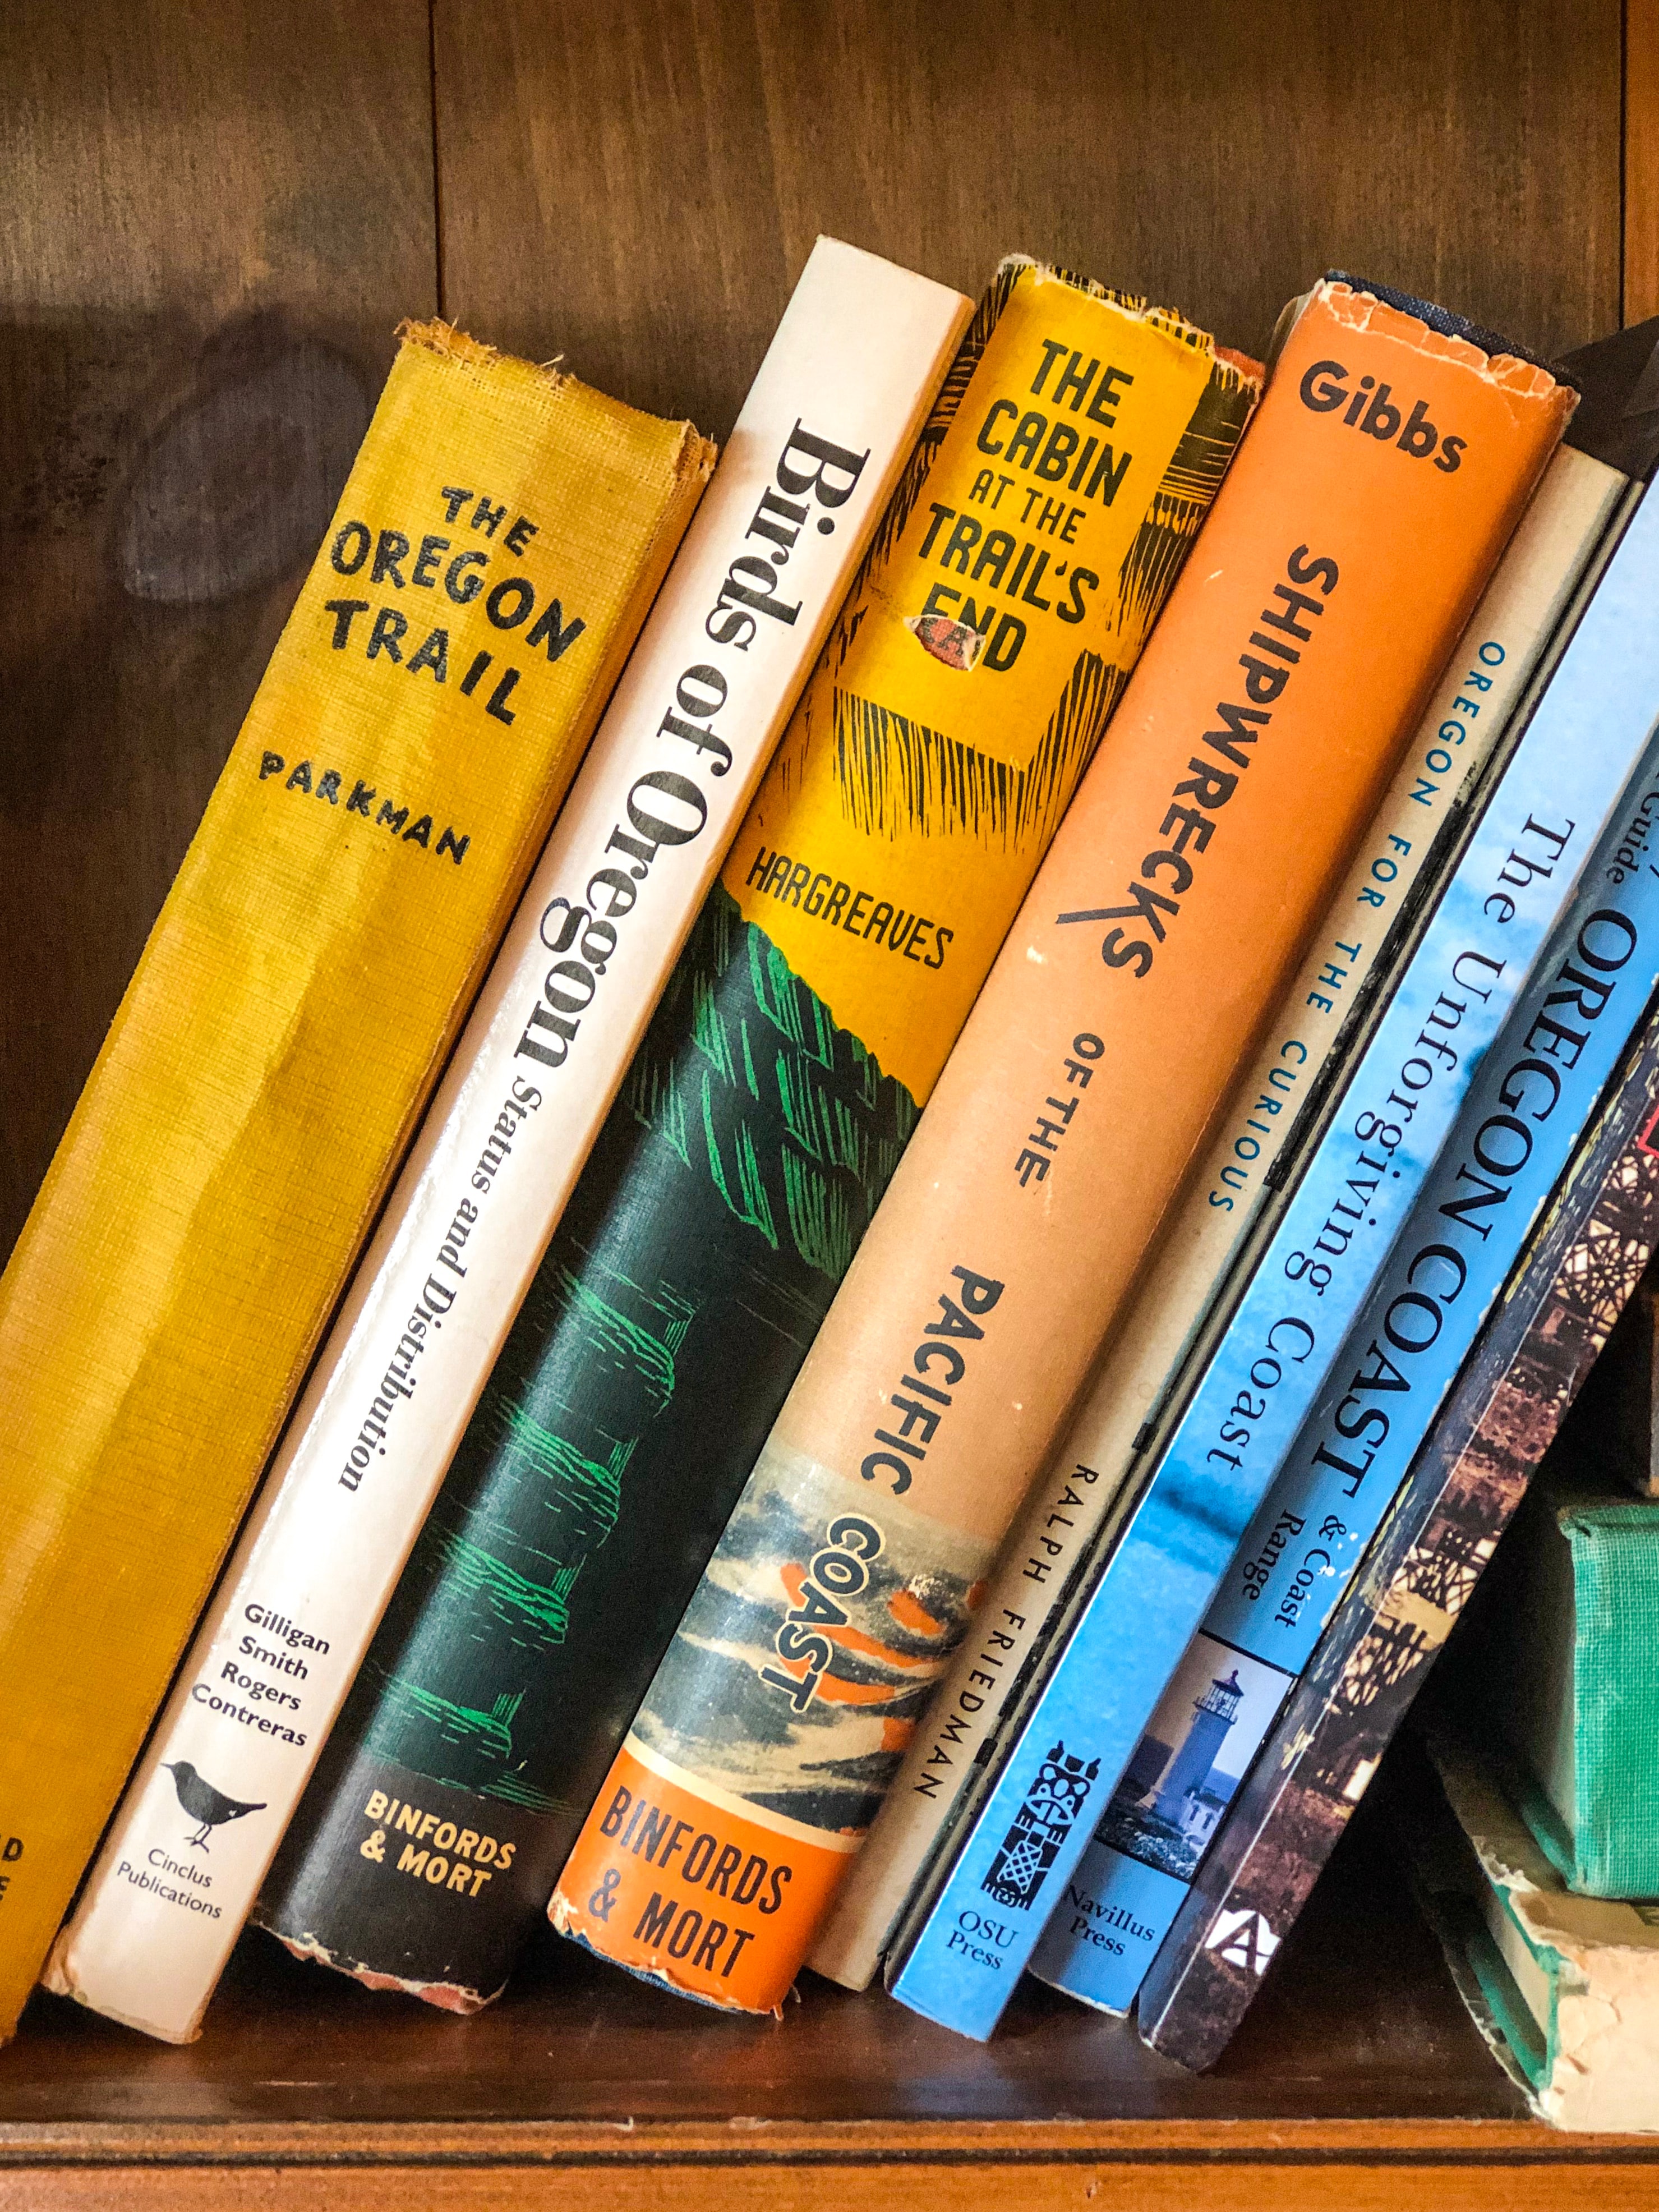 THE
OREGON
TRAIL
PARKMAN
Birds of Oregon Status and Distribution
Gilligan
Smith
Rogers
Contreras
Cinclus
Publications
THE
CABIN
AT THE
TRAIL'S
END
HARGREAVES
BINFORDS
& MORT
Gibbs
SHIPWRECKS OF THE PACIFIC COAST
BINFORDS
& MORT
OREGON FOR THE CURIOUS RALPH FRIEDMAN
The Unforgiving Coast
OSU
Press
Guide OREGON COAST & Coast
Range
Navillus
Press
A